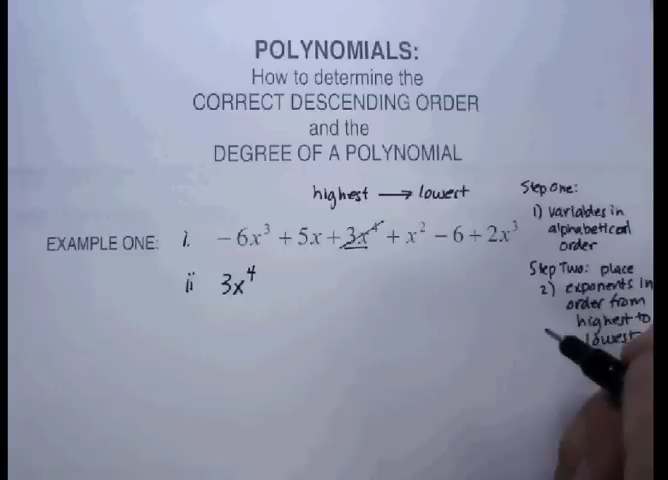 POLYNOMIALS:
How to determine the
CORRECT DESCENDING ORDER
and the
DEGREE OF A POLYNOMIAL
highest → lowest
EXAMPLE ONE: i. −6x³ + 5x + 3x⁴ + x² − 6 + 2x³
ii 3x⁴
Step One:
1) variables in
alphabetical
order
Step Two: place
2) exponents in
order from
highest to
lowest